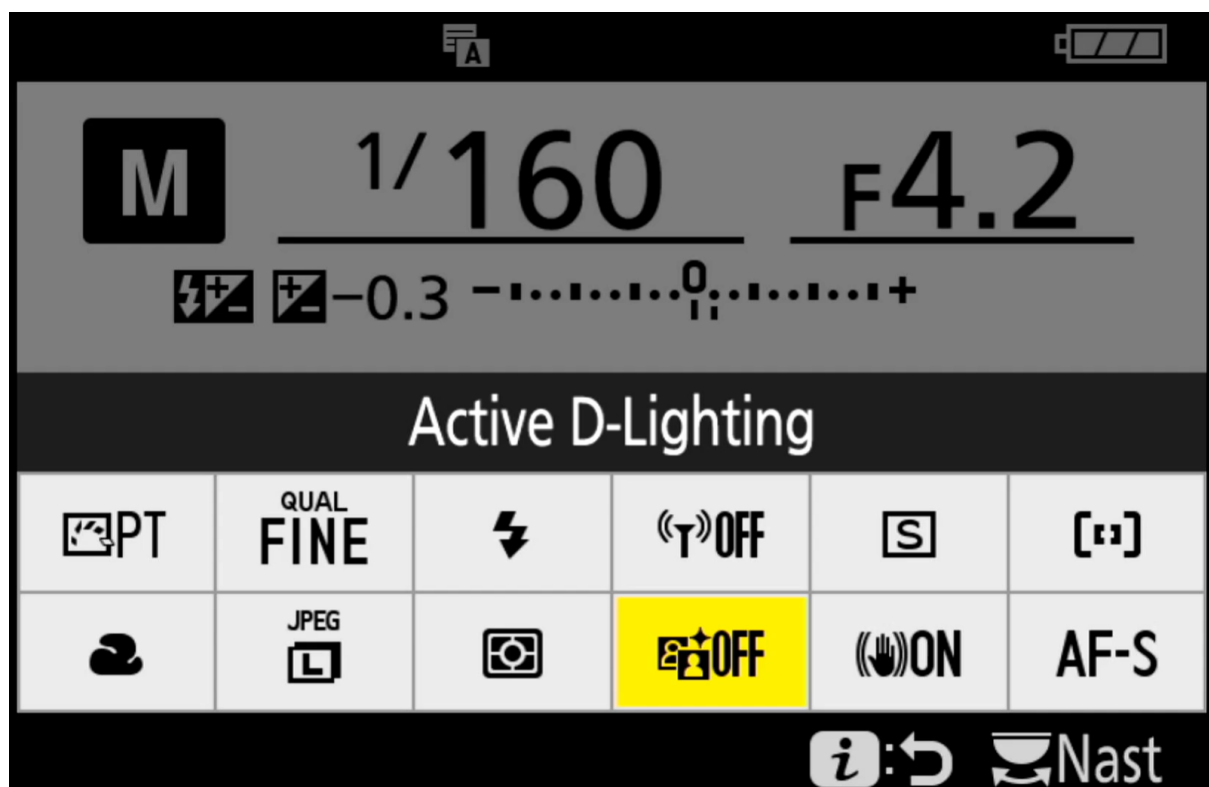 A
M 1/160 F4.2
−0.3 − 0 +
Active D-Lighting
PT QUAL FINE OFF S
JPEG L OFF ON AF-S
i: Nast